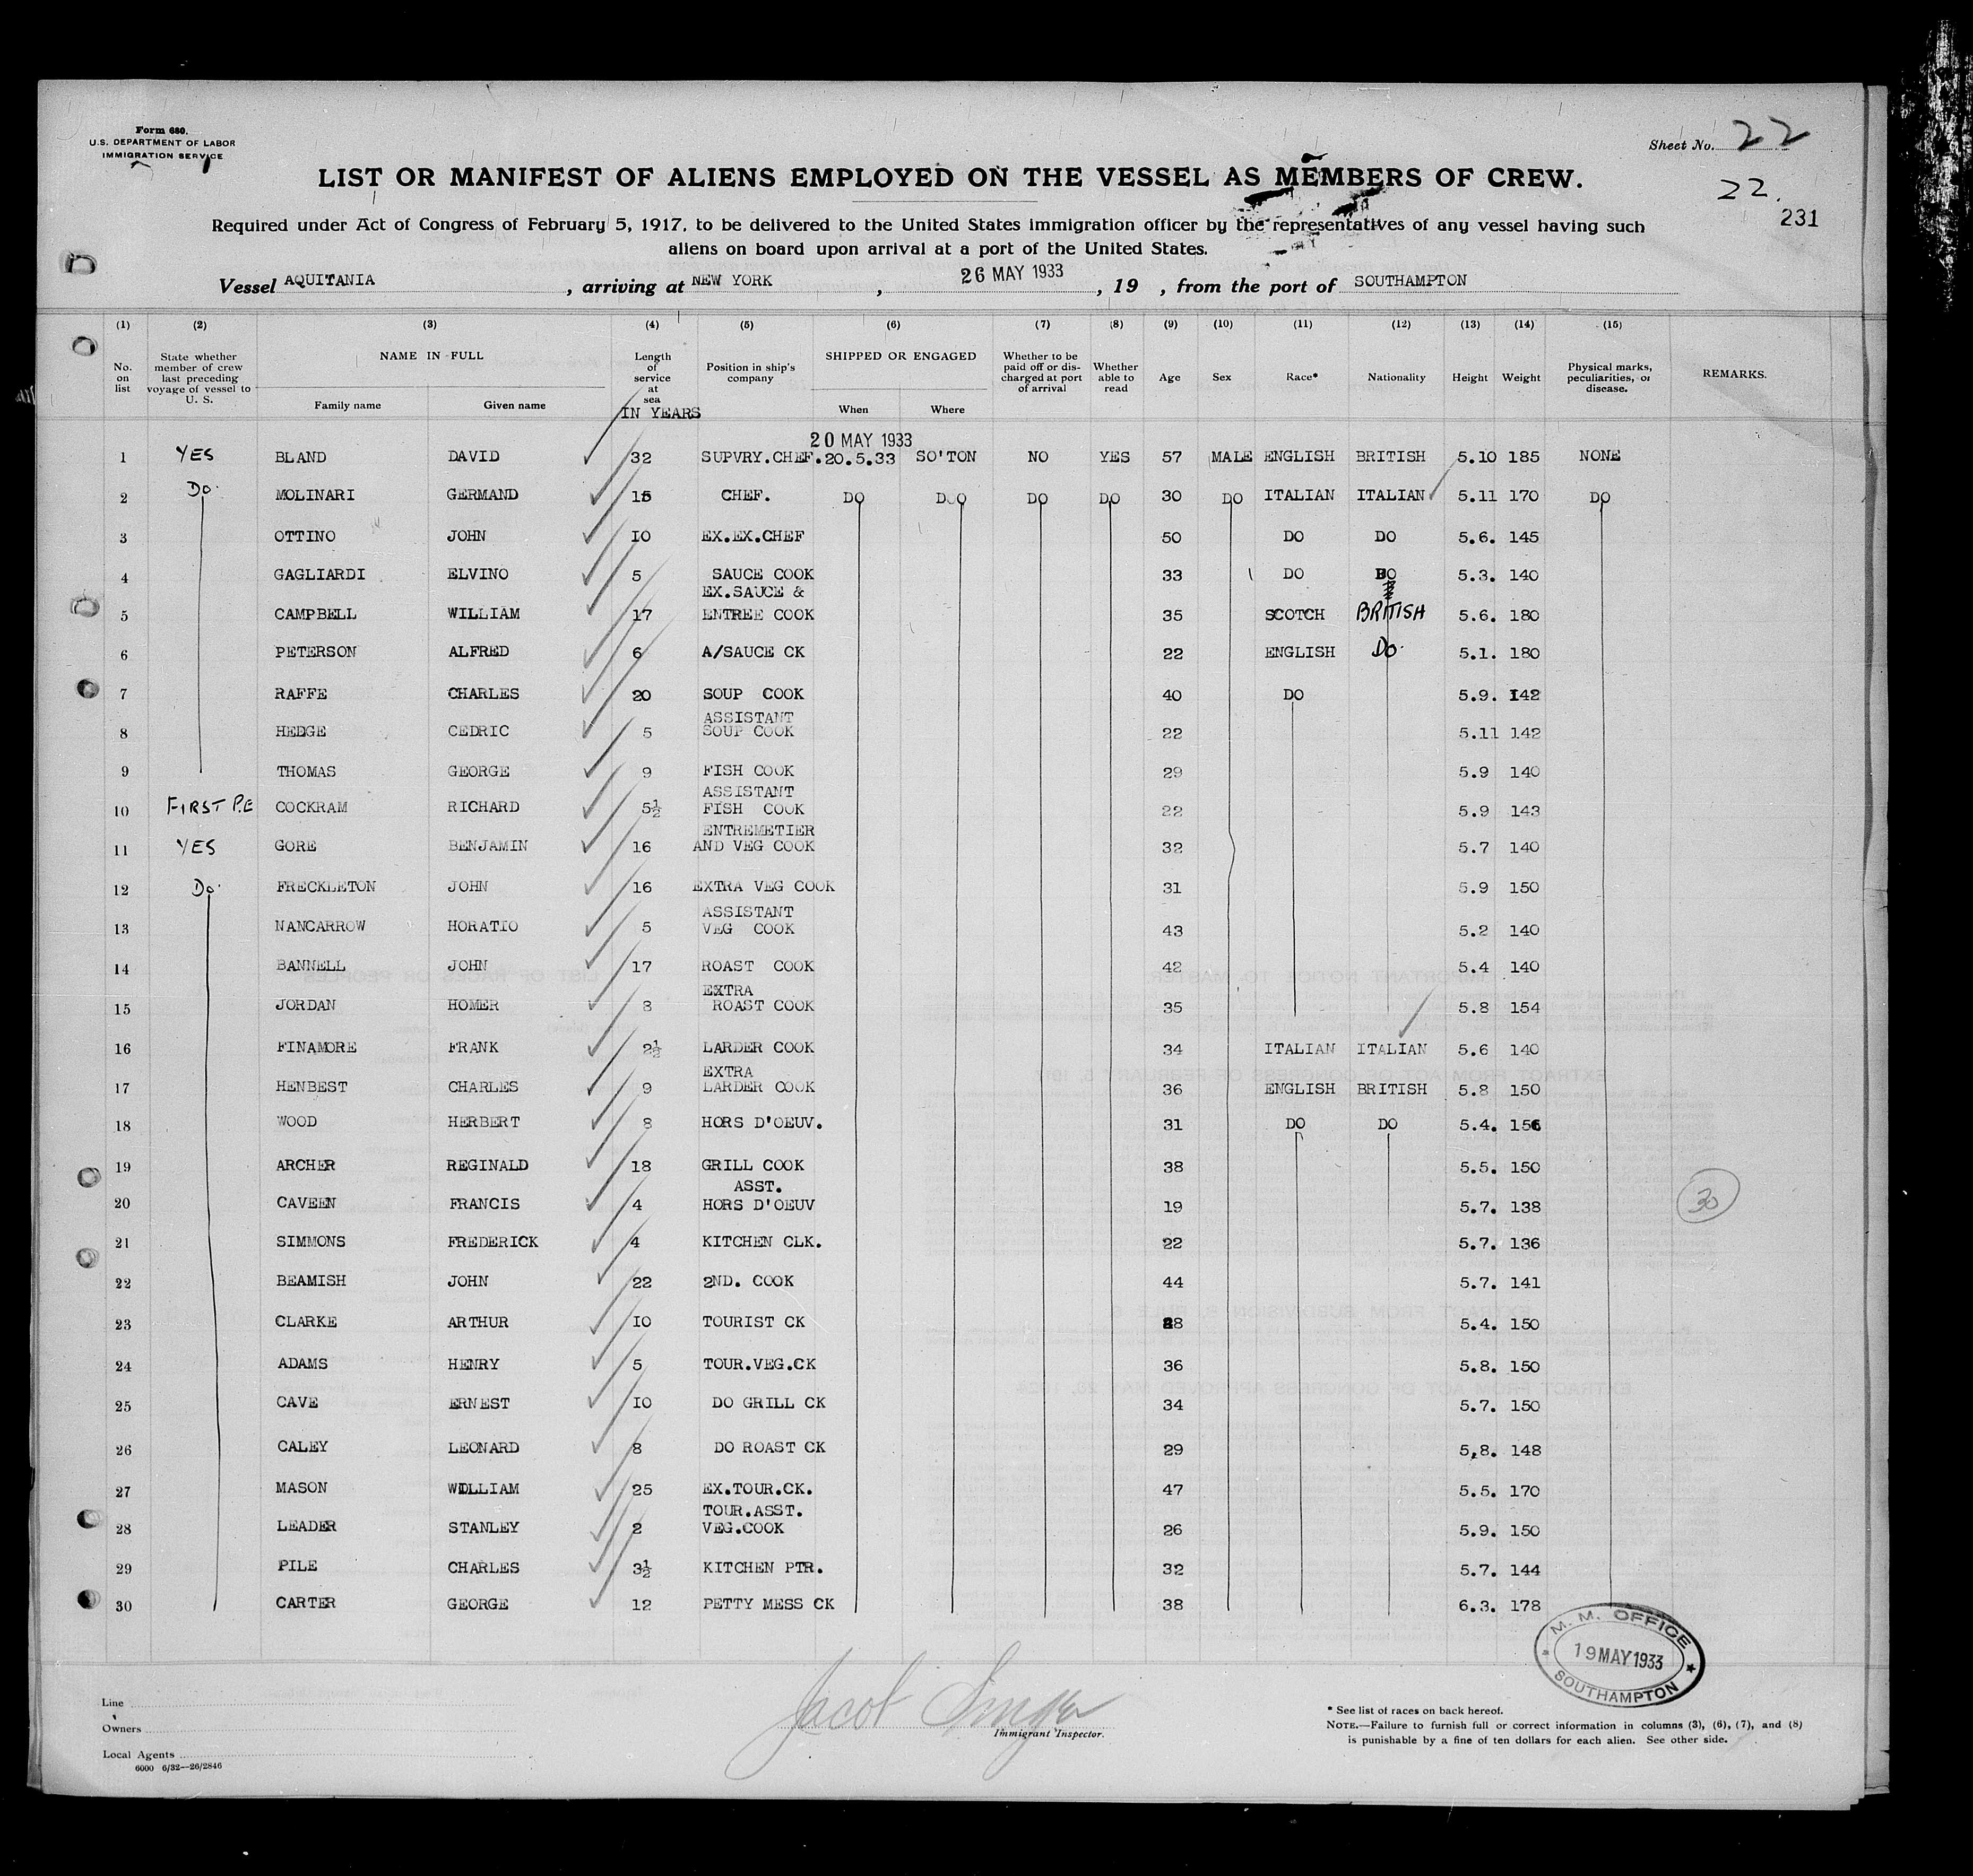 Form 680.
U.S. DEPARTMENT OF LABOR
IMMIGRATION SERVICE
Sheet No. 22
22.
231
LIST OR MANIFEST OF ALIENS EMPLOYED ON THE VESSEL AS MEMBERS OF CREW.
Required under Act of Congress of February 5, 1917, to be delivered to the United States immigration officer by the representatives of any vessel having such
aliens on board upon arrival at a port of the United States.
Vessel AQUITANIA, arriving at NEW YORK, 26 MAY 1933, 19 , from the port of SOUTHAMPTON
(1) (2) (3) (4) (5) (6) (7) (8) (9) (10) (11) (12) (13) (14) (15)
No. on list
State whether member of crew last preceding voyage of vessel to U. S.
NAME IN FULL
Family name Given name
Length of service at sea
IN YEARS
Position in ship's company
SHIPPED OR ENGAGED
When Where
Whether to be paid off or discharged at port of arrival
Whether able to read
Age Sex Race* Nationality Height Weight
Physical marks, peculiarities, or disease.
REMARKS.
20 MAY 1933
1 YES BLAND DAVID 32 SUPVRY.CHEF. 20.5.33 SO'TON NO YES 57 MALE ENGLISH BRITISH 5.10 185 NONE
2 Do. MOLINARI GERMAND 15 CHEF. DO DO DO DO 30 DO ITALIAN ITALIAN 5.11 170 DO
3 OTTINO JOHN IO EX.EX.CHEF 50 DO DO 5.6. 145
4 GAGLIARDI ELVINO 5 SAUCE COOK 33 DO DO 5.3. 140
EX.SAUCE &
5 CAMPBELL WILLIAM 17 ENTREE COOK 35 SCOTCH BRITISH 5.6. 180
6 PETERSON ALFRED 6 A/SAUCE CK 22 ENGLISH Do. 5.1. 180
7 RAFFE CHARLES 20 SOUP COOK 40 DO 5.9. 142
ASSISTANT
8 HEDGE CEDRIC 5 SOUP COOK 22 5.11 142
9 THOMAS GEORGE 9 FISH COOK 29 5.9 140
ASSISTANT
10 FIRST P.E COCKRAM RICHARD 5½ FISH COOK 22 5.9 143
ENTREMETIER
11 YES GORE BENJAMIN 16 AND VEG COOK 32 5.7 140
12 Do. FRECKLETON JOHN 16 EXTRA VEG COOK 31 5.9 150
ASSISTANT
13 NANCARROW HORATIO 5 VEG COOK 43 5.2 140
14 BANNELL JOHN 17 ROAST COOK 42 5.4 140
EXTRA
15 JORDAN HOMER 8 ROAST COOK 35 5.8 154
16 FINAMORE FRANK 2½ LARDER COOK 34 ITALIAN ITALIAN 5.6 140
EXTRA
17 HENBEST CHARLES 9 LARDER COOK 36 ENGLISH BRITISH 5.8 150
18 WOOD HERBERT 8 HORS D'OEUV. 31 DO DO 5.4. 156
19 ARCHER REGINALD 18 GRILL COOK 38 5.5. 150
ASST.
20 CAVEEN FRANCIS 4 HORS D'OEUV 19 5.7. 138 30
21 SIMMONS FREDERICK 4 KITCHEN CLK. 22 5.7. 136
22 BEAMISH JOHN 22 2ND. COOK 44 5.7. 141
23 CLARKE ARTHUR IO TOURIST CK 5.4. 150
24 ADAMS HENRY 5 TOUR.VEG.CK 36 5.8. 150
25 CAVE ERNEST IO DO GRILL CK 34 5.7. 150
26 CALEY LEONARD 8 DO ROAST CK 29 5,8. 148
27 MASON WILLIAM 25 EX.TOUR.CK. 47 5.5. 170
TOUR.ASST.
28 LEADER STANLEY 2 VEG.COOK 26 5.9. 150
29 PILE CHARLES 3½ KITCHEN PTR. 32 5.7. 144
30 CARTER GEORGE 12 PETTY MESS CK 38 6.3. 178
M. M. OFFICE
19 MAY 1933
SOUTHAMPTON
Line
Owners
Local Agents
6000 6/32--26/2846
Jacob
Immigrant Inspector.
* See list of races on back hereof.
NOTE.—Failure to furnish full or correct information in columns (3), (6), (7), and (8)
is punishable by a fine of ten dollars for each alien. See other side.